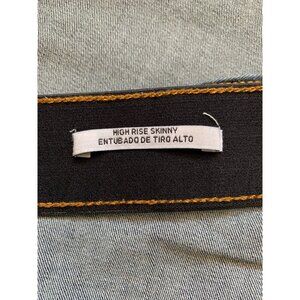 HIGH RISE SKINNY
ENTUBADO DE TIRO ALTO